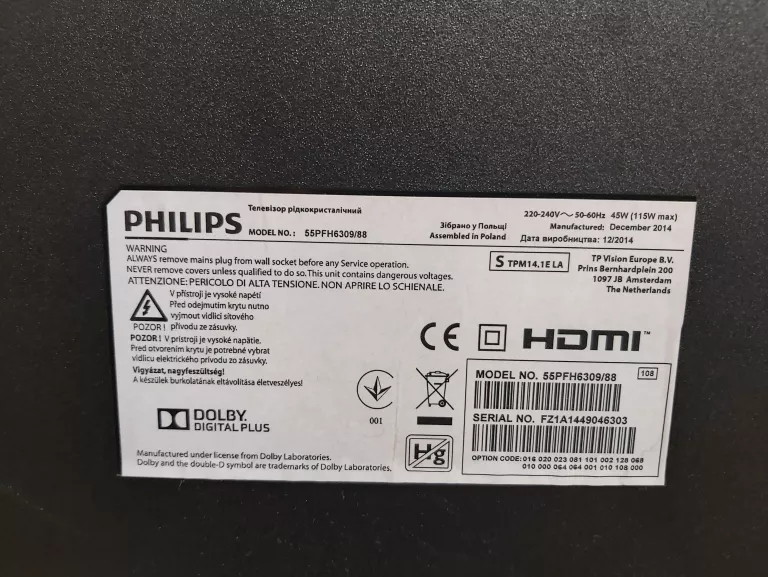 PHILIPS
Телевізор рідкокристалічний
MODEL NO.: 55PFH6309/88
Зібрано у Польщі
Assembled in Poland
220-240V～ 50-60Hz 45W (115W max)
Manufactured: December 2014
Дата виробництва: 12/2014
WARNING
ALWAYS remove mains plug from wall socket before any Service operation.
NEVER remove covers unless qualified to do so.This unit contains dangerous voltages.
ATTENZIONE: PERICOLO DI ALTA TENSIONE. NON APRIRE LO SCHIENALE.
S TPM14.1E LA
TP Vision Europe B.V.
Prins Bernhardplein 200
1097 JB Amsterdam
The Netherlands
V přístroji je vysoké napětí
Před odejmutím krytu nutno
vyjmout vidlici síťového
POZOR! přívodu ze zásuvky.
POZOR! V prístroji je vysoké napätie.
Pred otvorením krytu je potrebné vybrat
vidlicu elektrického prívodu zo zásuvky.
Vigyázat, nagyfeszültség!
A készülek burkolatának eltávolítása életveszélyes!
CE
HDMI™
001
DOLBY
DIGITAL PLUS
Hg
MODEL NO. 55PFH6309/88
108
SERIAL NO. FZ1A1449046303
OPTION CODE: 016 020 023 081 101 002 128 068
010 000 064 064 001 010 108 000
Manufactured under license from Dolby Laboratories.
Dolby and the double-D symbol are trademarks of Dolby Laboratories.